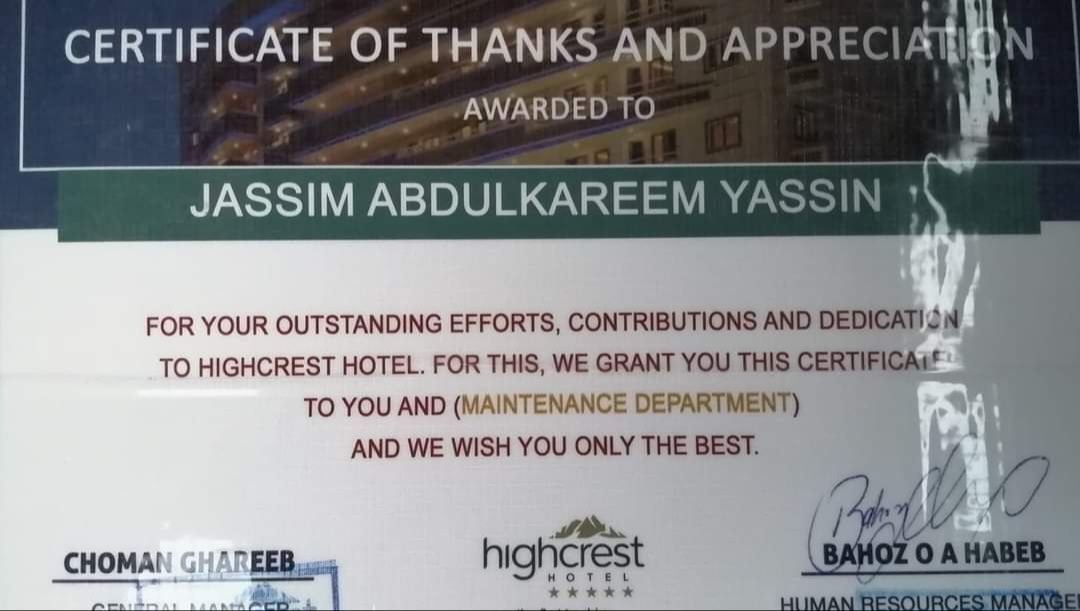 CERTIFICATE OF THANKS AND APPRECIATION
AWARDED TO
JASSIM ABDULKAREEM YASSIN
FOR YOUR OUTSTANDING EFFORTS, CONTRIBUTIONS AND DEDICATION
TO HIGHCREST HOTEL. FOR THIS, WE GRANT YOU THIS CERTIFICATE
TO YOU AND (MAINTENANCE DEPARTMENT)
AND WE WISH YOU ONLY THE BEST.
highcrest
HOTEL
CHOMAN GHAREEB
GENERAL MANAGER
BAHOZ O A HABEB
HUMAN RESOURCES MANAGE